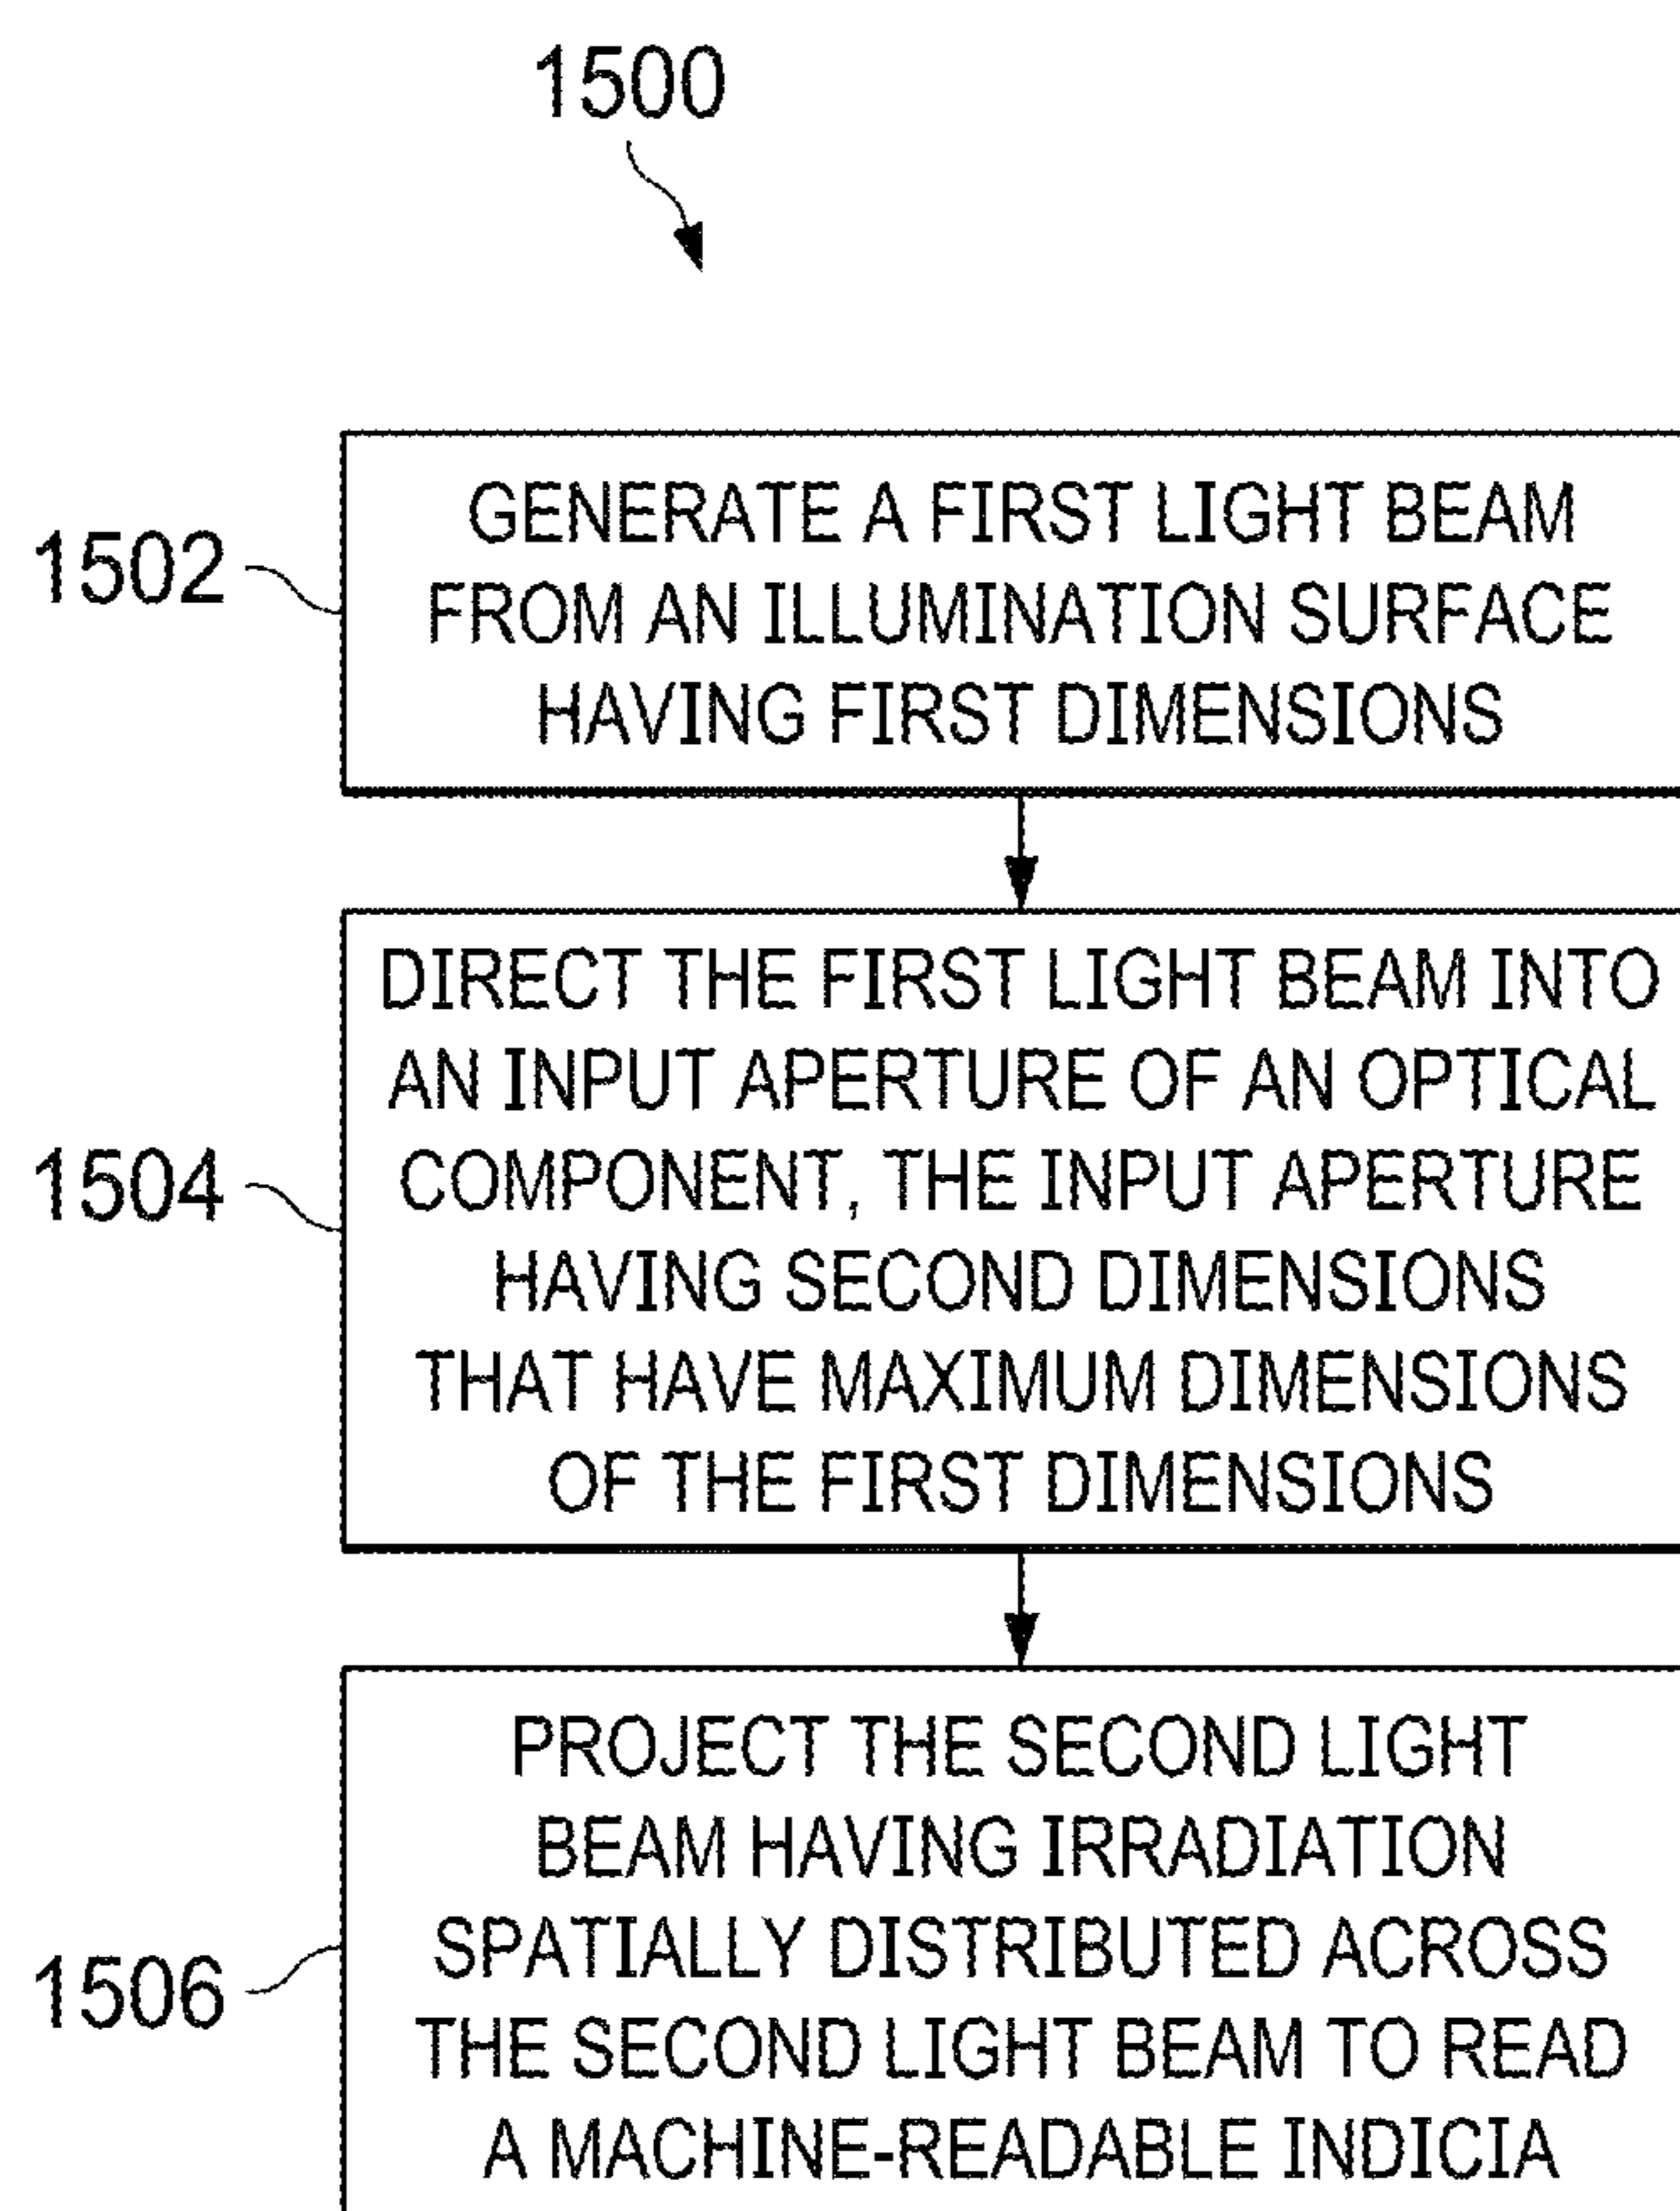 1500
1502
GENERATE A FIRST LIGHT BEAM
FROM AN ILLUMINATION SURFACE
HAVING FIRST DIMENSIONS
1504
DIRECT THE FIRST LIGHT BEAM INTO
AN INPUT APERTURE OF AN OPTICAL
COMPONENT, THE INPUT APERTURE
HAVING SECOND DIMENSIONS
THAT HAVE MAXIMUM DIMENSIONS
OF THE FIRST DIMENSIONS
1506
PROJECT THE SECOND LIGHT
BEAM HAVING IRRADIATION
SPATIALLY DISTRIBUTED ACROSS
THE SECOND LIGHT BEAM TO READ
A MACHINE-READABLE INDICIA